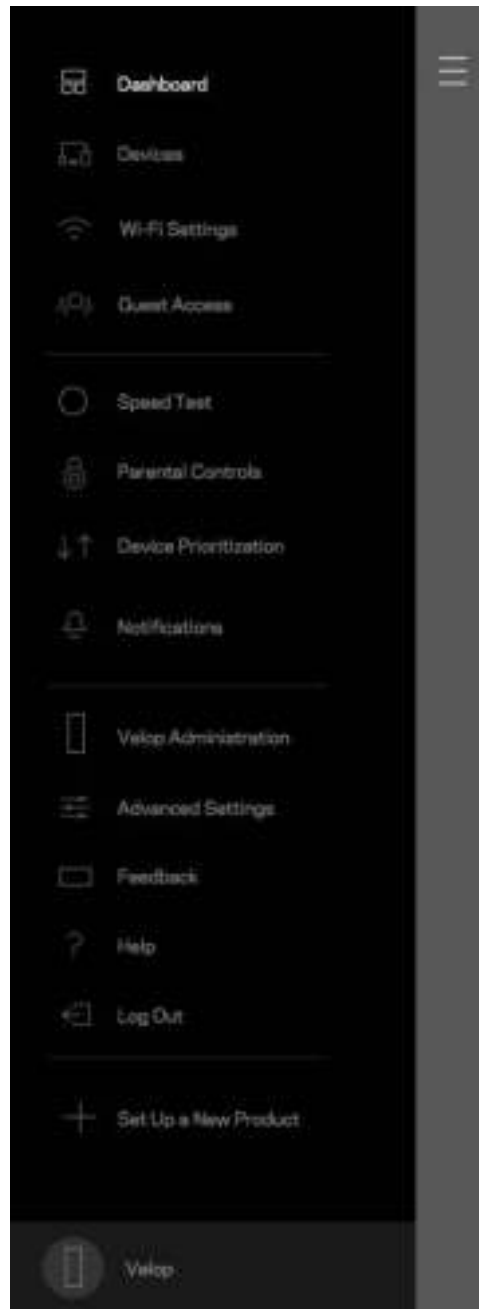 Dashboard
Devices
Wi-Fi Settings
Guest Access
Speed Test
Parental Controls
Device Prioritization
Notifications
Velop Administration
Advanced Settings
Feedback
Help
Log Out
Set Up a New Product
Velop